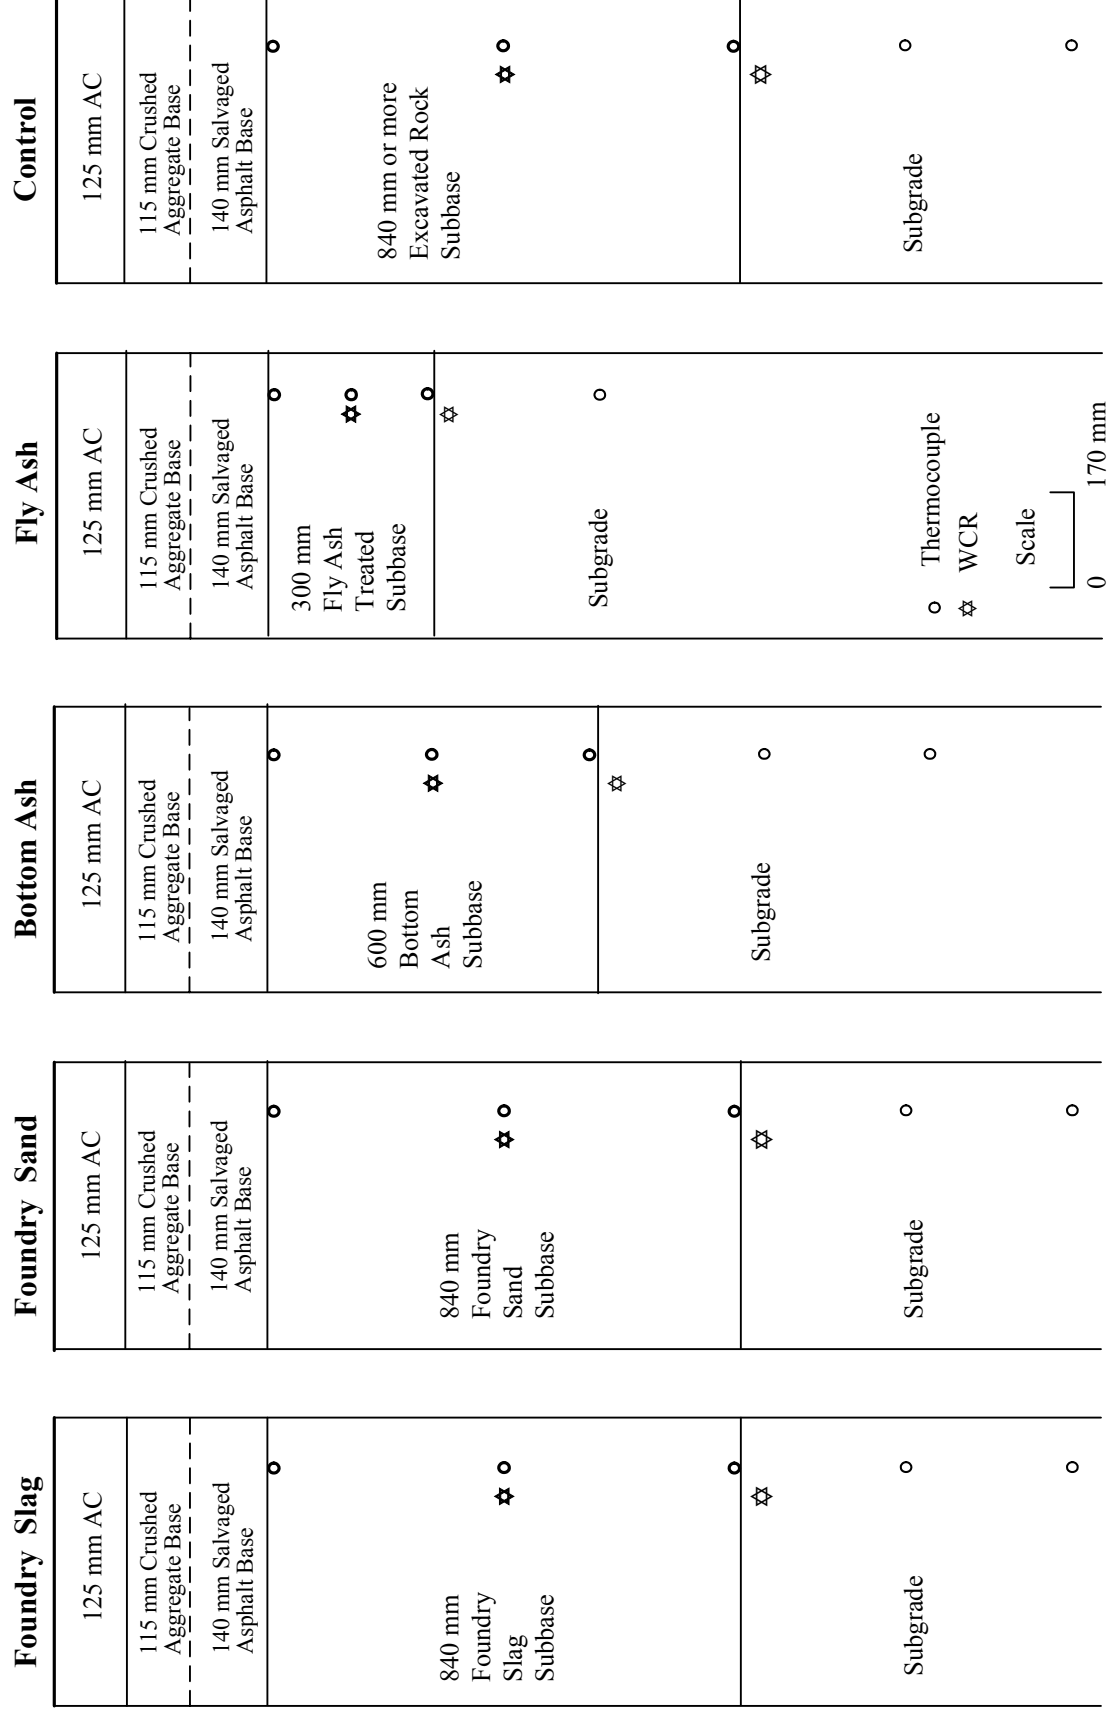 Foundry Slag
125 mm AC
115 mm Crushed
Aggregate Base
140 mm Salvaged
Asphalt Base
840 mm
Foundry
Slag
Subbase
Subgrade
Foundry Sand
125 mm AC
115 mm Crushed
Aggregate Base
140 mm Salvaged
Asphalt Base
840 mm
Foundry
Sand
Subbase
Subgrade
Bottom Ash
125 mm AC
115 mm Crushed
Aggregate Base
140 mm Salvaged
Asphalt Base
600 mm
Bottom
Ash
Subbase
Subgrade
Fly Ash
125 mm AC
115 mm Crushed
Aggregate Base
140 mm Salvaged
Asphalt Base
300 mm
Fly Ash
Treated
Subbase
Subgrade
Thermocouple
WCR
Scale
0 170 mm
Control
125 mm AC
115 mm Crushed
Aggregate Base
140 mm Salvaged
Asphalt Base
840 mm or more
Excavated Rock
Subbase
Subgrade